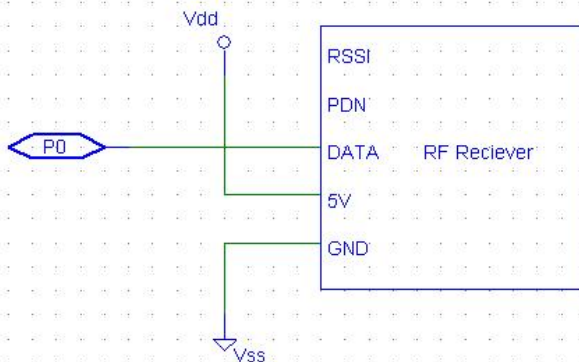 Vdd
RSSI
PDN
P0
DATA
RF Reciever
5V
GND
Vss